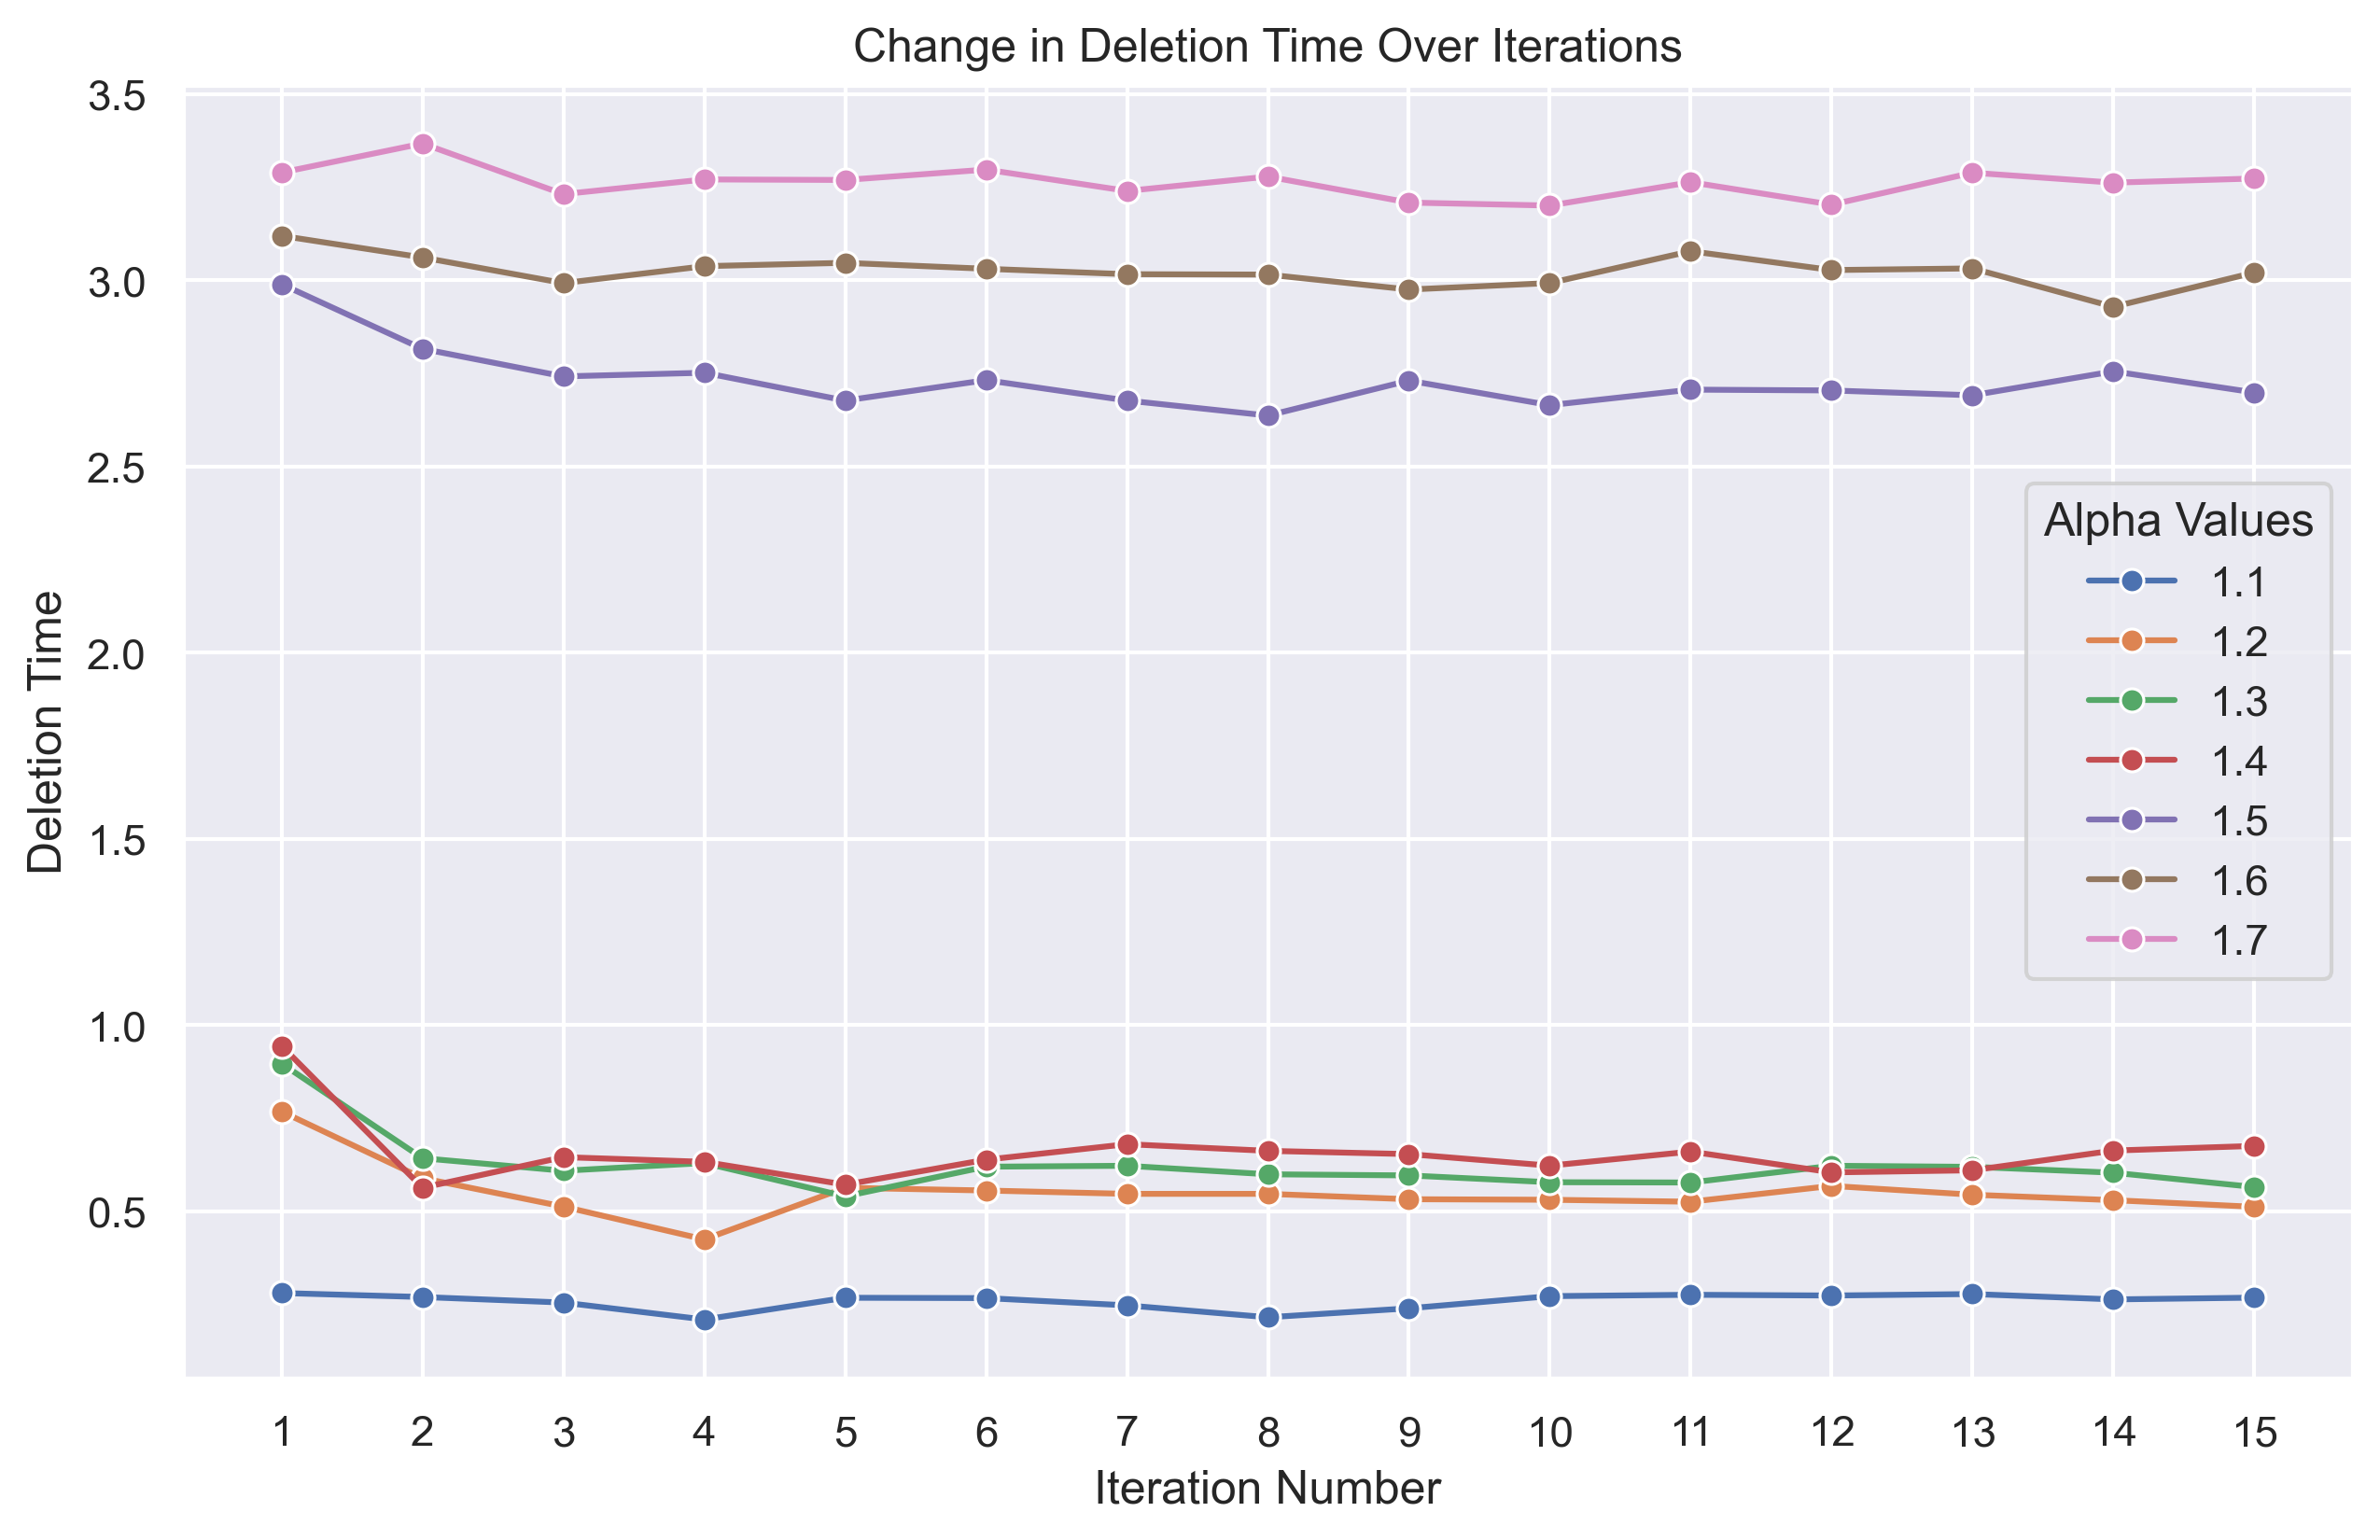 Change in Deletion Time Over Iterations
3.5
3.0
2.5
2.0
1.5
1.0
0.5
Deletion Time
Alpha Values
1.1
1.2
1.3
1.4
1.5
1.6
1.7
1 2 3 4 5 6 7 8 9 10 11 12 13 14 15
Iteration Number